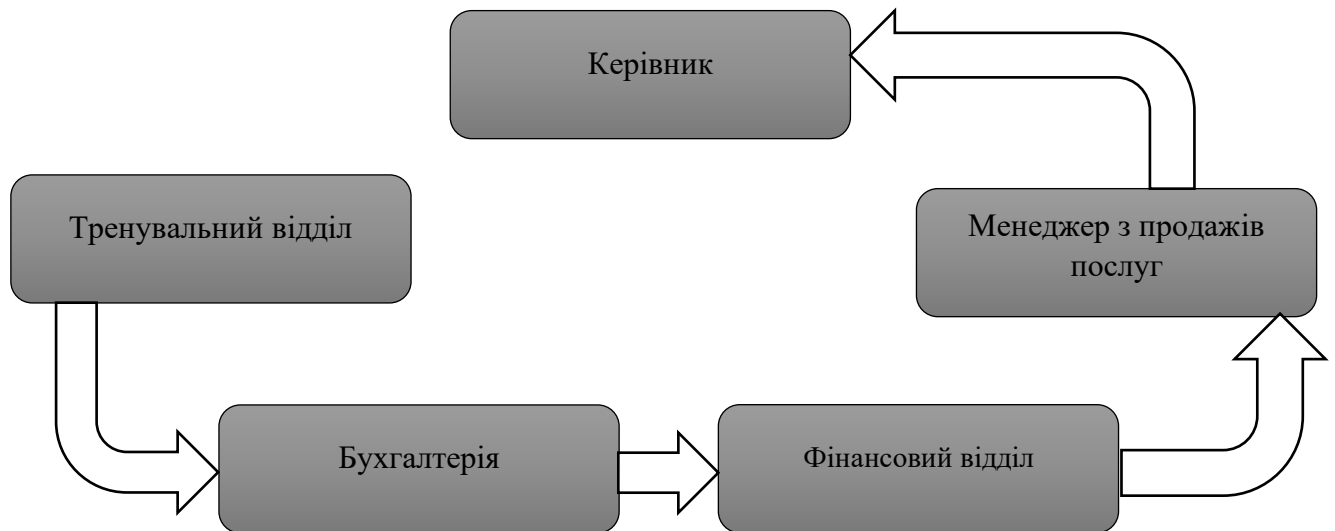 Керівник
Тренувальний відділ
Менеджер з продажів
послуг
Бухгалтерія
Фінансовий відділ